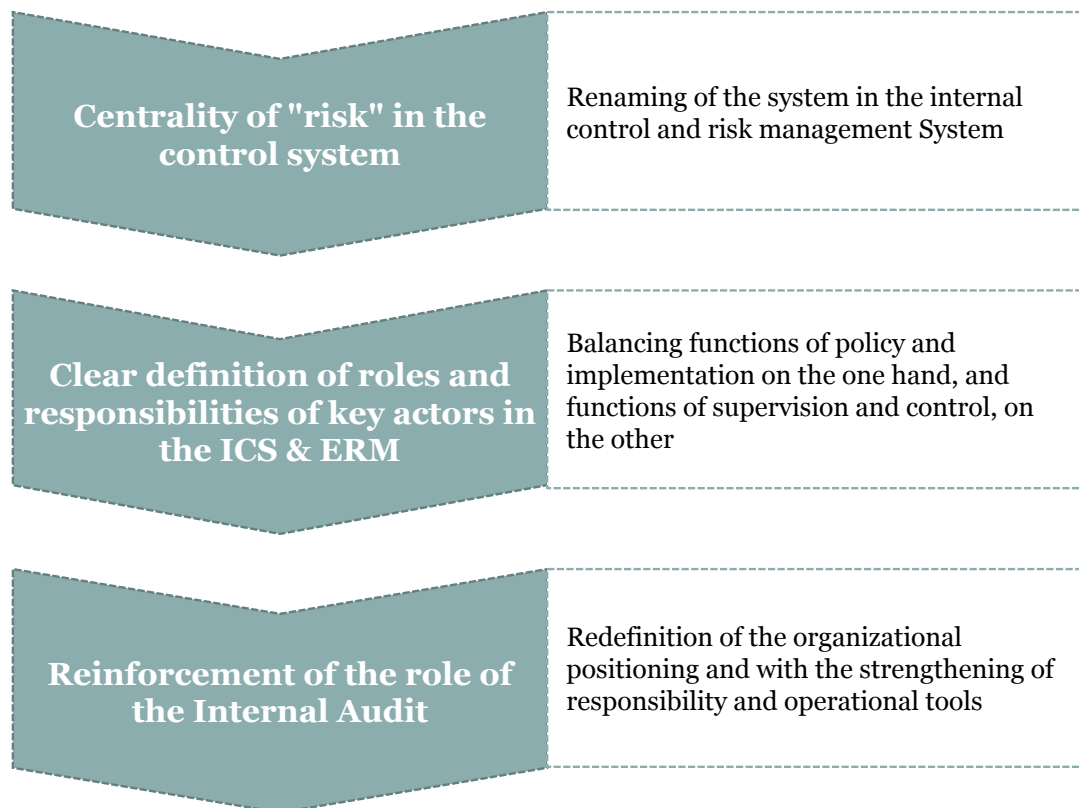 Centrality of "risk" in the
control system
Renaming of the system in the internal
control and risk management System
Clear definition of roles and
responsibilities of key actors in
the ICS & ERM
Balancing functions of policy and
implementation on the one hand, and
functions of supervision and control, on
the other
Reinforcement of the role of
the Internal Audit
Redefinition of the organizational
positioning and with the strengthening of
responsibility and operational tools